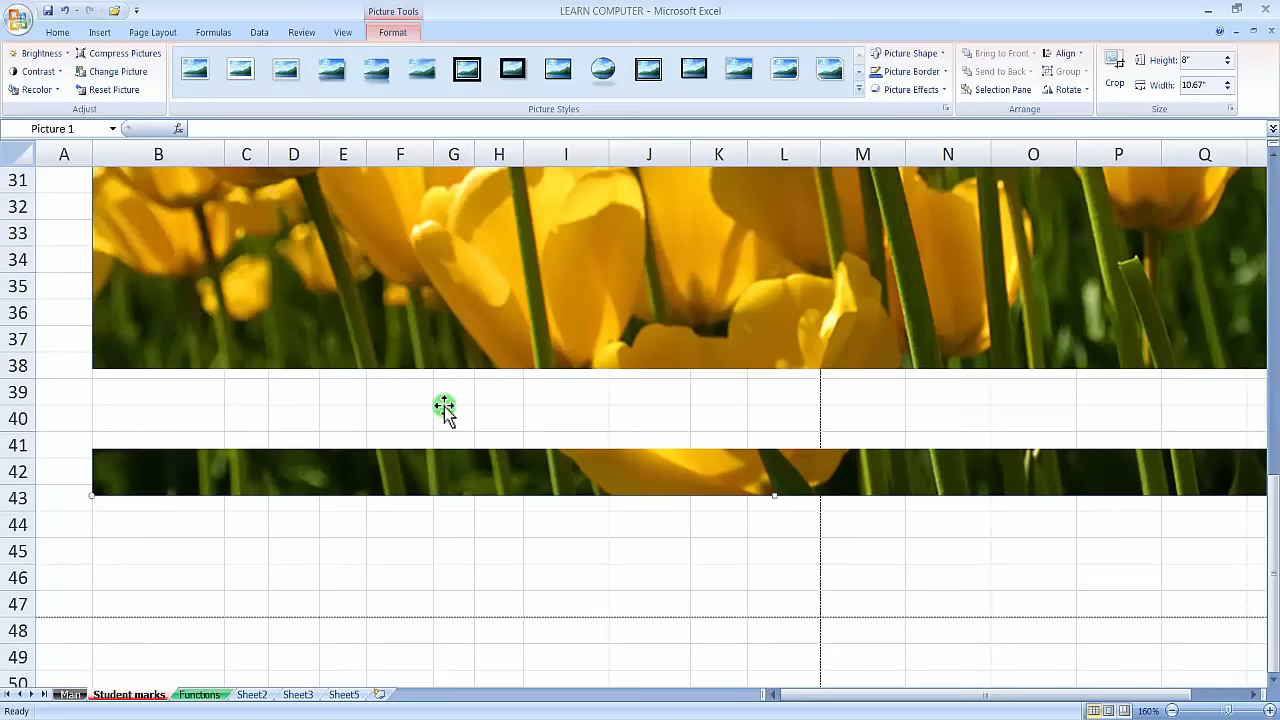 Picture Tools
LEARN COMPUTER - Microsoft Excel
Home Insert Page Layout Formulas Data Review View Format
Brightness Compress Pictures Picture Shape Bring to Front Align Height: 8"
Contrast Change Picture Picture Border Send to Back Group Crop Width: 10.67"
Recolor Reset Picture Picture Effects Selection Pane Rotate
Adjust Picture Styles Arrange Size
Picture 1 fx
A B C D E F G H I J K L M N O P Q
31
32
33
34
35
36
37
38
39
40
41
42
43
44
45
46
47
48
49
50
Main Student marks Functions Sheet2 Sheet3 Sheet5
Ready 160%